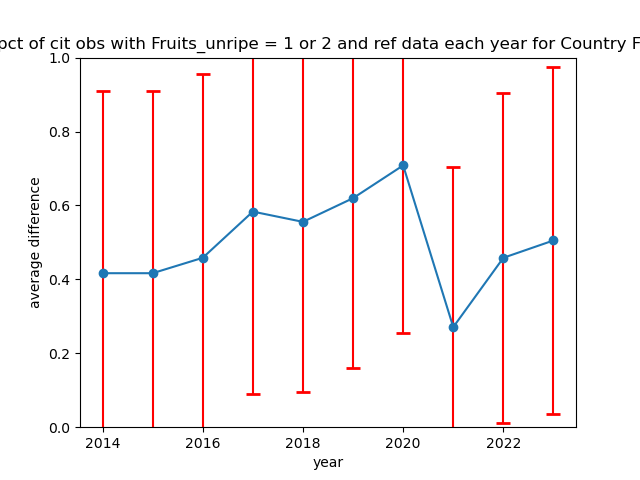 pct of cit obs with Fruits_unripe = 1 or 2 and ref data each year for Country F
1.0
0.8
0.6
0.4
0.2
0.0
average difference
2014 2016 2018 2020 2022
year